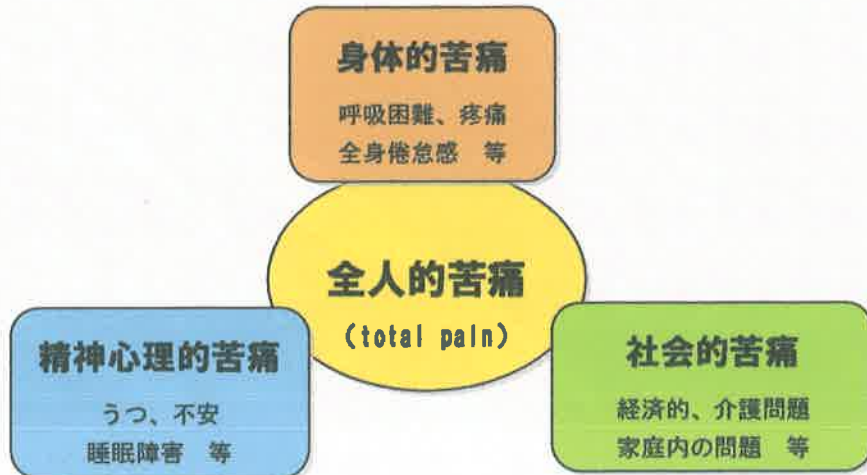 身体的苦痛
呼吸困難、疼痛
全身倦怠感　等
全人的苦痛
(total pain)
精神心理的苦痛
うつ、不安
睡眠障害　等
社会的苦痛
経済的、介護問題
家庭内の問題　等